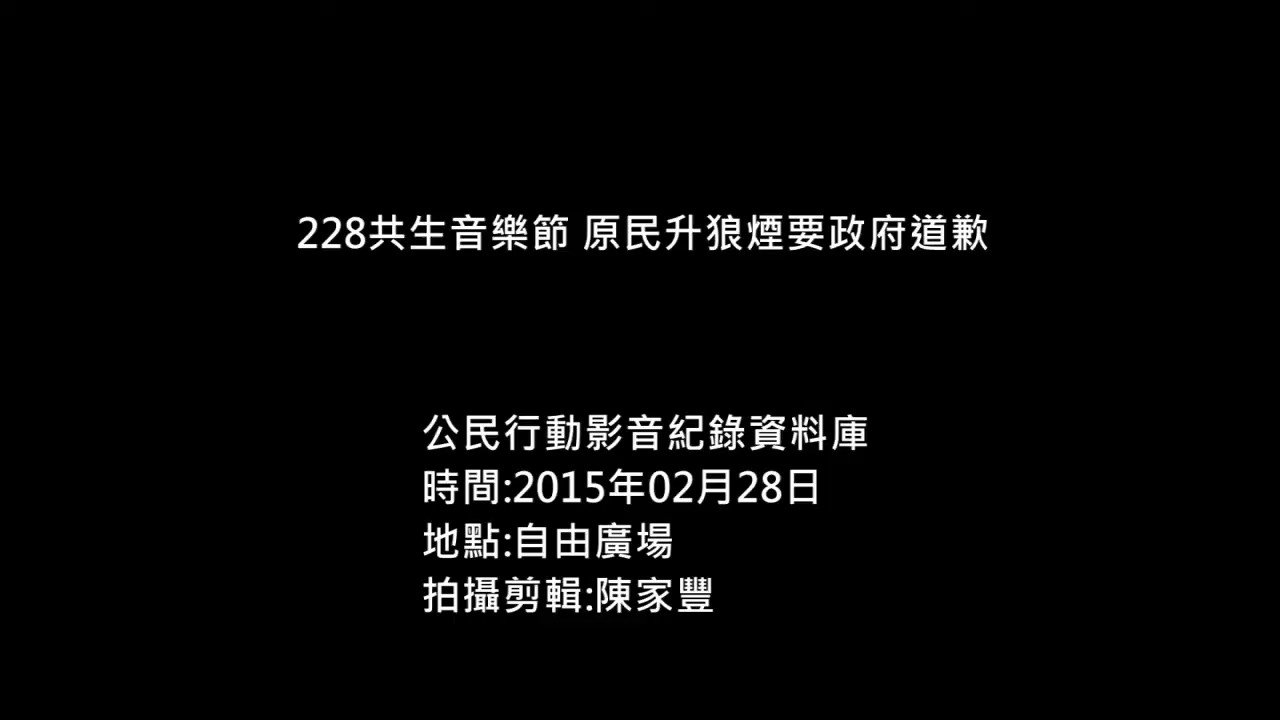 228共生音樂節 原民升狼煙要政府道歉
公民行動影音紀錄資料庫
時間:2015年02月28日
地點:自由廣場
拍攝剪輯:陳家豐